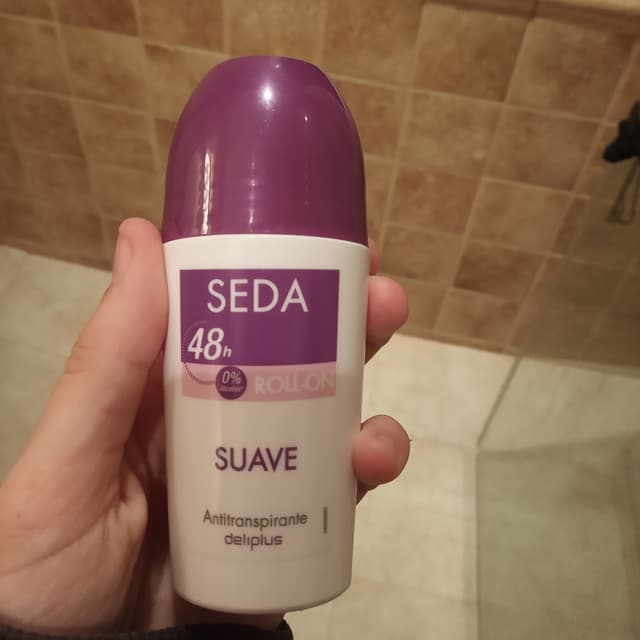 SEDA
48h
0%
ROLL-ON
SUAVE
Antitranspirante
deliplus